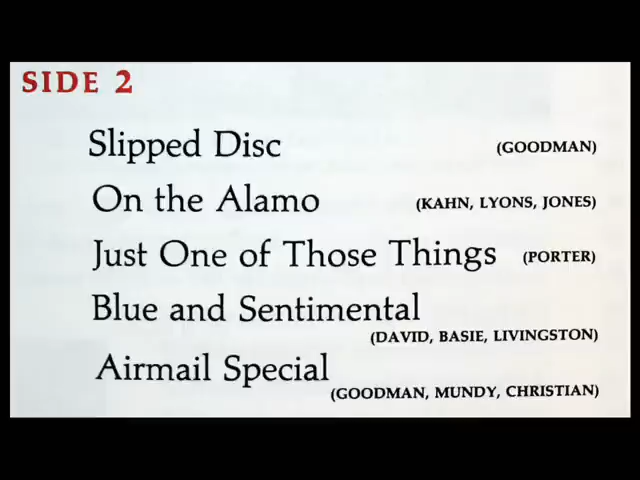 SIDE 2
Slipped Disc (GOODMAN)
On the Alamo (KAHN, LYONS, JONES)
Just One of Those Things (PORTER)
Blue and Sentimental
(DAVID, BASIE, LIVINGSTON)
Airmail Special
(GOODMAN, MUNDY, CHRISTIAN)